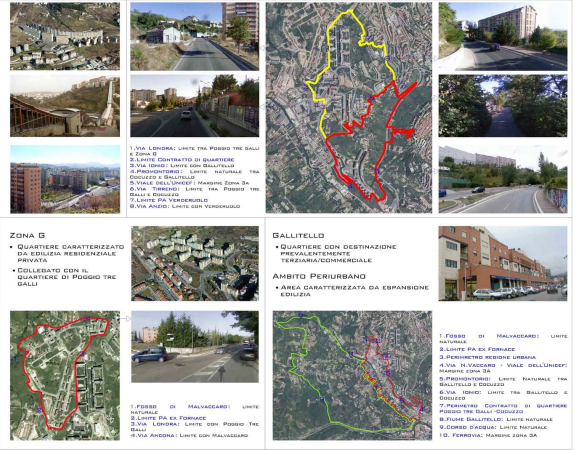 1.Via Londra: limite tra Poggio tre galli
e Zona G
2.Limite Contratto di quartiere
3.Via Ionio: Limite con Gallitello
4.Promontorio: Limite naturale tra
Cocuzzo e Gallitello
5.Viale dell'Unicef: Margine Zona 3a
6.Via Tirreno: Limite tra Poggio tre
Galli e Cocuzzo
7.Limite PA Verderuolo
8.Via Anzio: Limite con Verderuolo
Zona G
• Quartiere caratterizzato
da edilizia residenziale
privata
• Collegato con il
quartiere di Poggio tre
galli
1.Fosso di Malvaccaro: limite
naturale
2.Limite PA ex Fornace
3.Via Londra: Limite con Poggio Tre
Galli
4.Via Ancona: Limite con Malvaccaro
Gallitello
• Quartiere con destinazione
prevalentemente
terziaria/commerciale
Ambito Periurbano
• Area caratterizzata da espansione
edilizia
1.Fosso di Malvaccaro: limite
naturale
2.Limite PA ex Fornace
3.Perimetro regione urbana
4.Via N.Vaccaro - Viale dell'Unicef:
Margine zona 3A
5.Promontorio: Limite Naturale tra
Gallitello e Cocuzzo
6.Via Ionio: limite tra Gallitello e
Cocuzzo
7.Perimetro Contratto di quartiere
Poggio tre Galli -Cocuzzo
8.Fiume Gallitello: Limite naturale
9.Corso d'acqua: Limite naturale
10. Ferrovia: Margine zona 3A